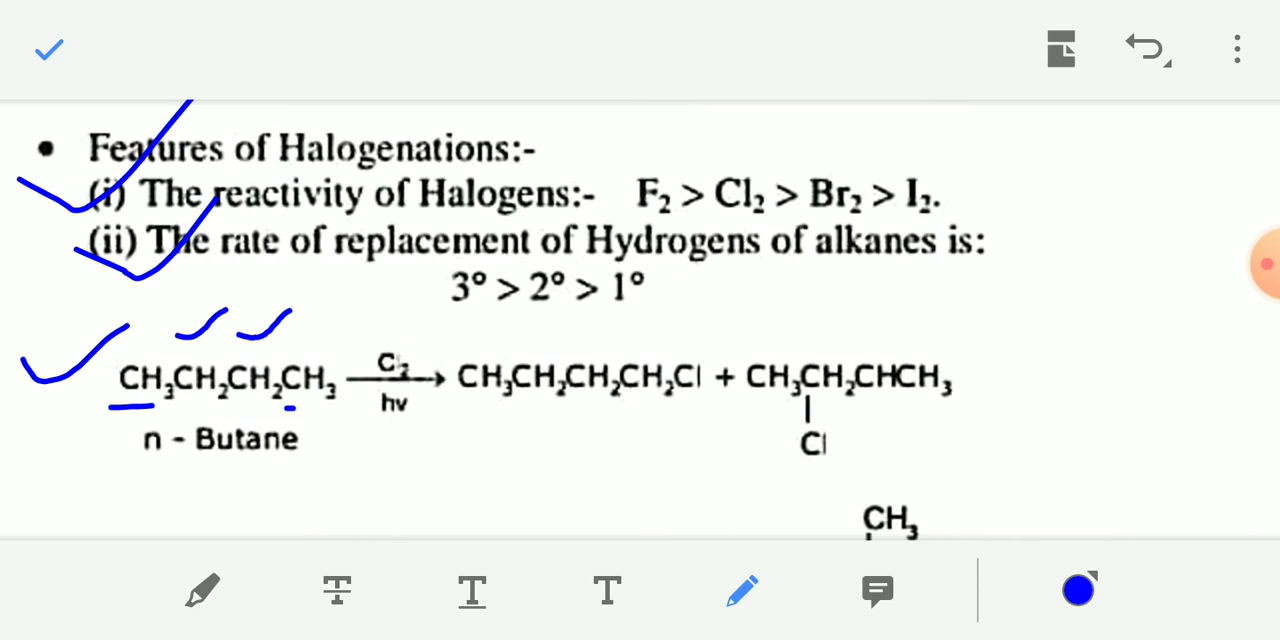 • Features of Halogenations:-
(i) The reactivity of Halogens:- F₂ > Cl₂ > Br₂ > I₂.
(ii) The rate of replacement of Hydrogens of alkanes is:
3° > 2° > 1°
CH₃CH₂CH₂CH₃ —C₂/hv→ CH₃CH₂CH₂CH₂Cl + CH₃CH₂CHCH₃
Cl
n - Butane
CH₃